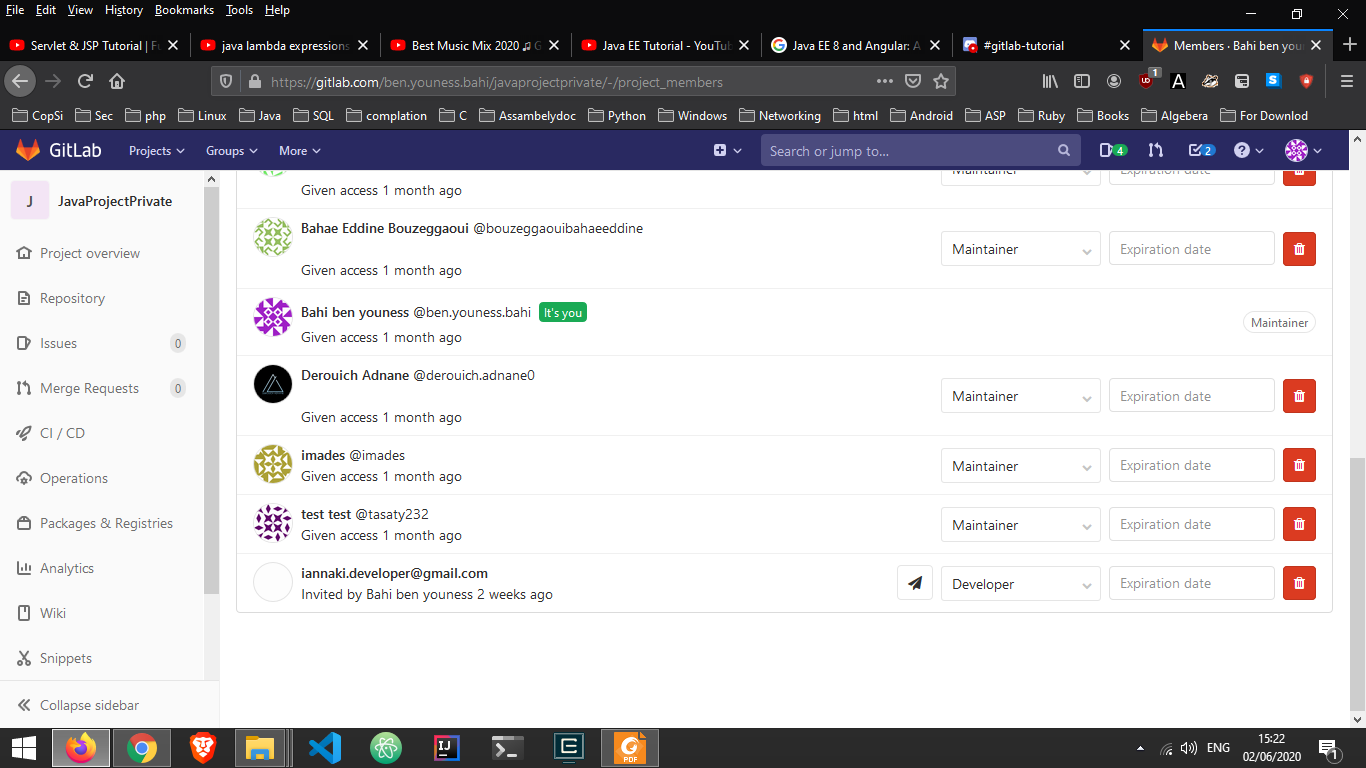 File Edit View History Bookmarks Tools Help
Servlet & JSP Tutorial | Fu
java lambda expressions
Best Music Mix 2020 ♫ G
Java EE Tutorial - YouTub
Java EE 8 and Angular: A
#gitlab-tutorial
Members · Bahi ben your
https://gitlab.com/ben.youness.bahi/javaprojectprivate/-/project_members
1
CopSi Sec php Linux Java SQL complation C Assambelydoc Python Windows Networking html Android ASP Ruby Books Algebera For Downlod
GitLab Projects Groups More Search or jump to... 4 2
J JavaProjectPrivate
Project overview
Repository
Issues 0
Merge Requests 0
CI / CD
Operations
Packages & Registries
Analytics
Wiki
Snippets
Collapse sidebar
Given access 1 month ago
Maintainer Expiration date
Bahae Eddine Bouzeggaoui @bouzeggaouibahaeeddine
Given access 1 month ago
Maintainer Expiration date
Bahi ben youness @ben.youness.bahi It's you
Given access 1 month ago
Maintainer
Derouich Adnane @derouich.adnane0
Given access 1 month ago
Maintainer Expiration date
imades @imades
Given access 1 month ago
Maintainer Expiration date
test test @tasaty232
Given access 1 month ago
Maintainer Expiration date
iannaki.developer@gmail.com
Invited by Bahi ben youness 2 weeks ago
Developer Expiration date
PDF
ENG
15:22
02/06/2020
1